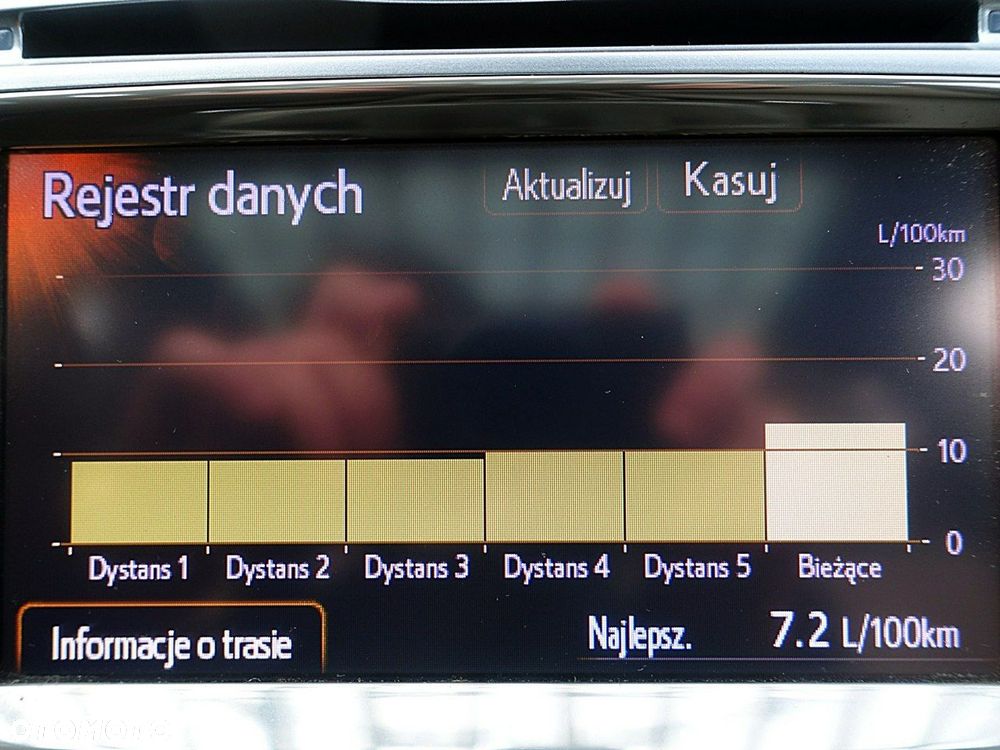 Rejestr danych
Aktualizuj
Kasuj
L/100km
30
20
10
0
Dystans 1
Dystans 2
Dystans 3
Dystans 4
Dystans 5
Bieżące
Informacje o trasie
Najlepsz.
7.2 L/100km
OTOMOTO